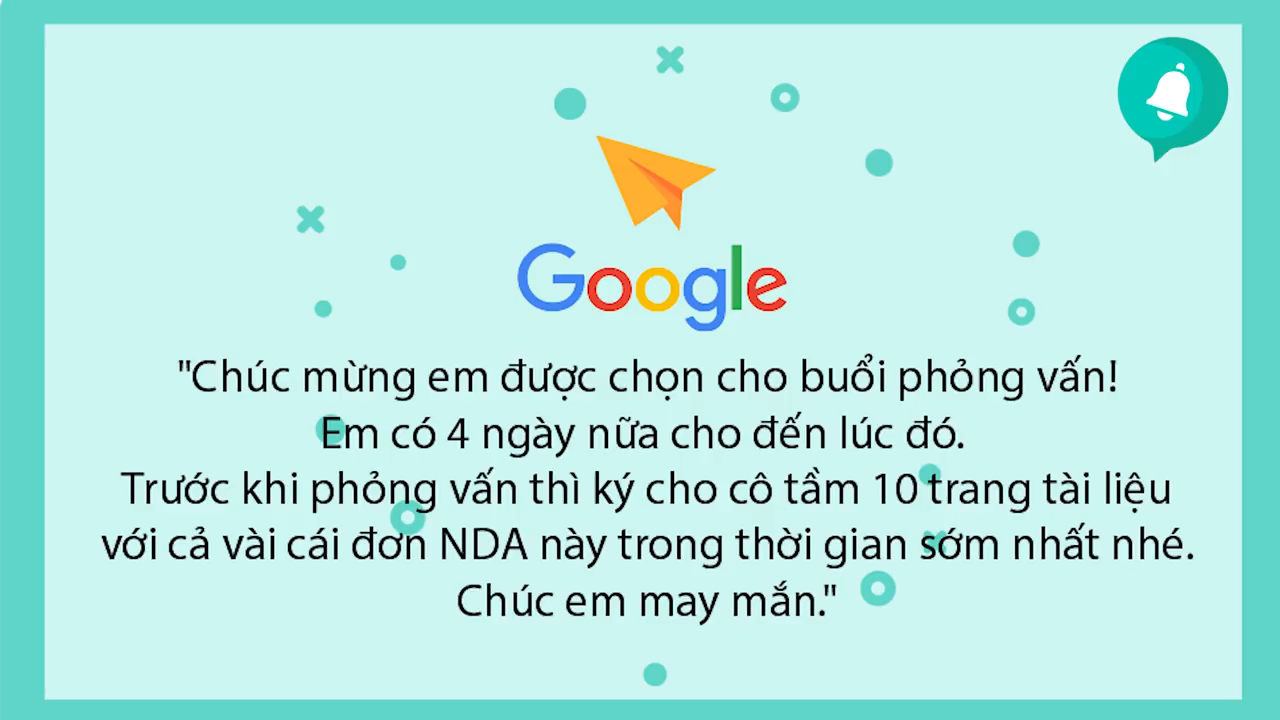 Google
"Chúc mừng em được chọn cho buổi phỏng vấn!
Em có 4 ngày nữa cho đến lúc đó.
Trước khi phỏng vấn thì ký cho cô tầm 10 trang tài liệu
với cả vài cái đơn NDA này trong thời gian sớm nhất nhé.
Chúc em may mắn."